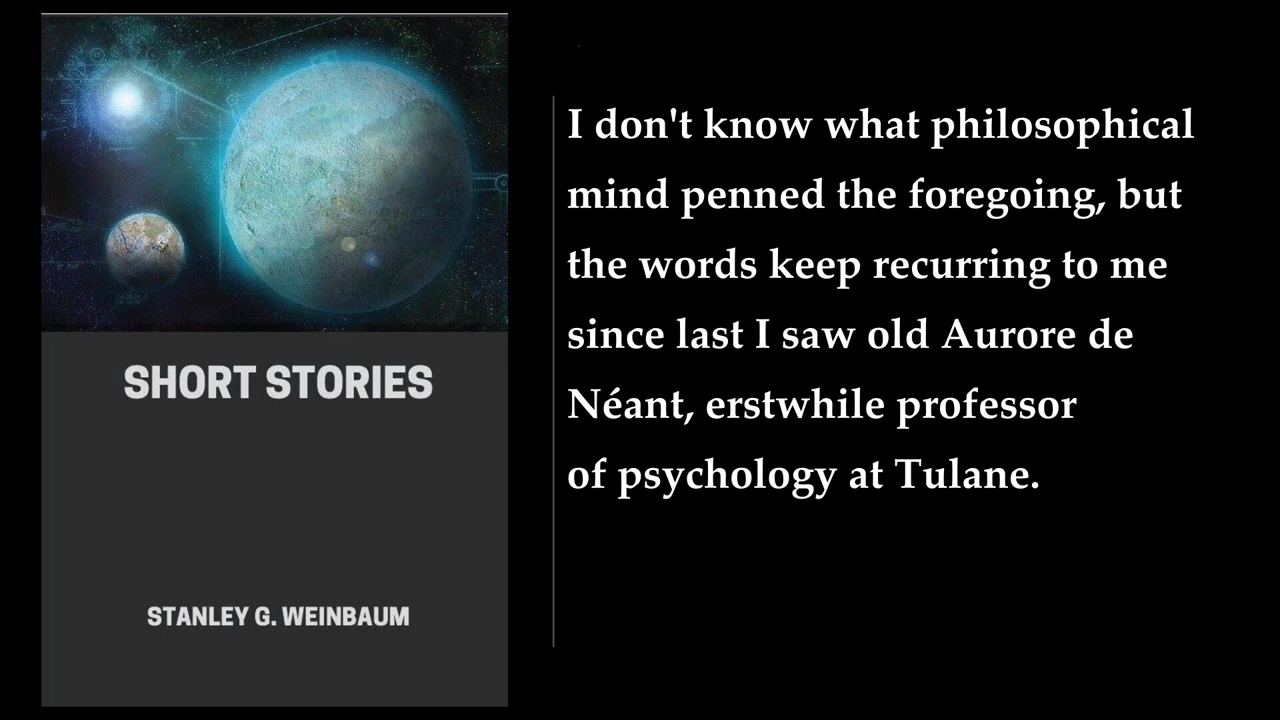 SHORT STORIES
STANLEY G. WEINBAUM
I don't know what philosophical
mind penned the foregoing, but
the words keep recurring to me
since last I saw old Aurore de
Néant, erstwhile professor
of psychology at Tulane.